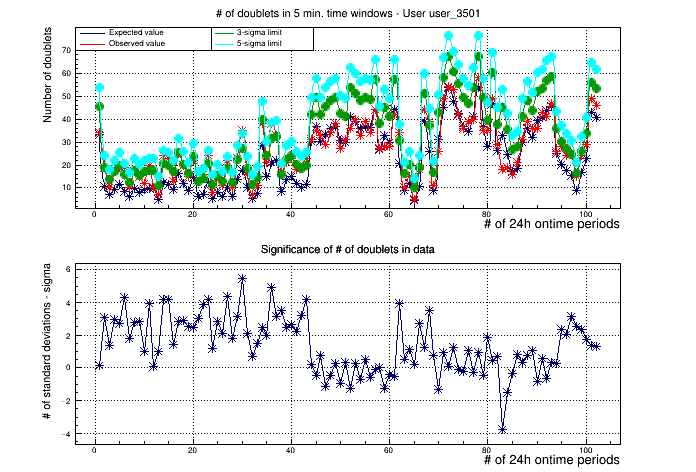 # of doublets in 5 min. time windows - User user_3501
Number of doublets
Expected value
3-sigma limit
Observed value
5-sigma limit
70
60
50
40
30
20
10
0 20 40 60 80 100
# of 24h ontime periods
Significance of # of doublets in data
# of standard deviations - sigma
6
4
2
0
−2
−4
0 20 40 60 80 100
# of 24h ontime periods